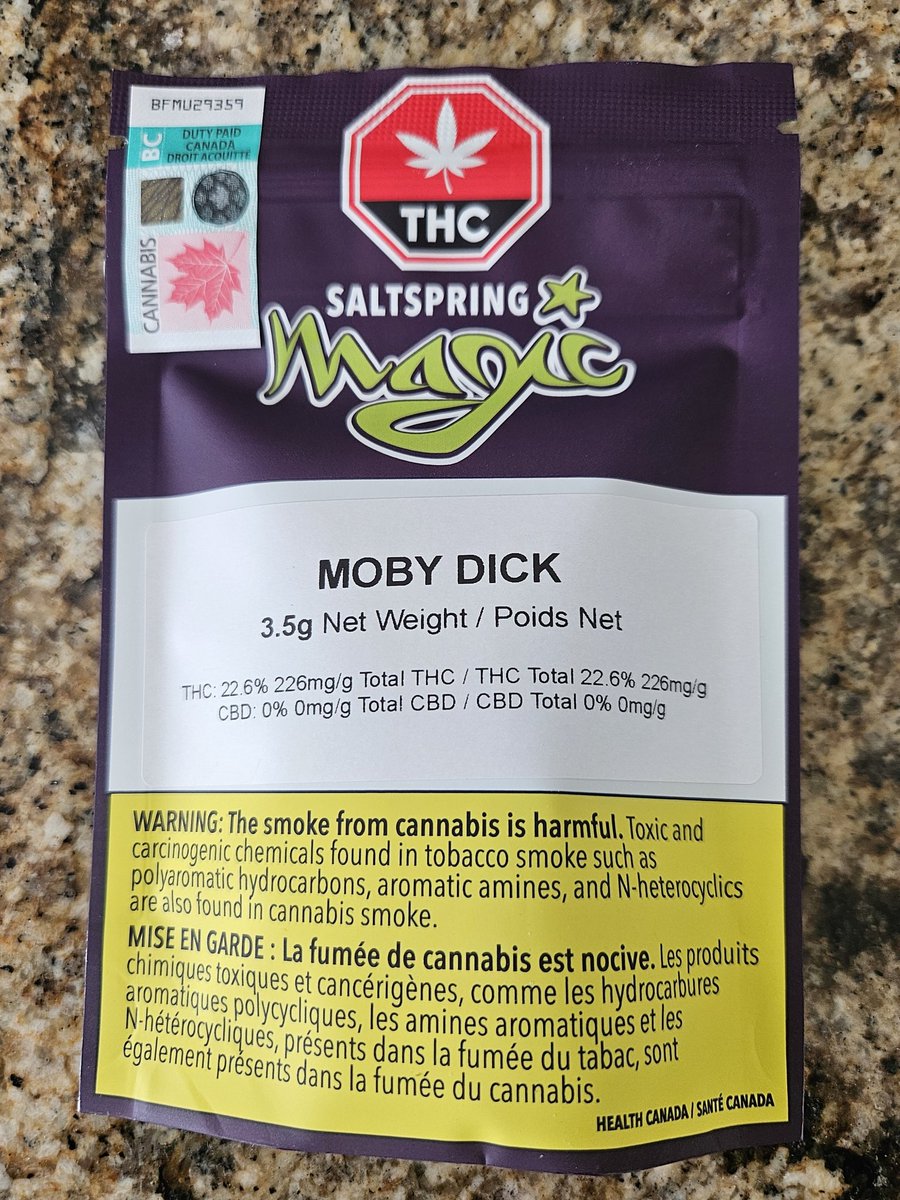 BFMU29359
BC
DUTY PAID
CANADA
DROIT ACQUITTÉ
CANNABIS
THC
SALTSPRING
Magic
MOBY DICK
3.5g Net Weight / Poids Net
THC: 22.6% 226mg/g Total THC / THC Total 22.6% 226mg/g
CBD: 0% 0mg/g Total CBD / CBD Total 0% 0mg/g
WARNING: The smoke from cannabis is harmful. Toxic and
carcinogenic chemicals found in tobacco smoke such as
polyaromatic hydrocarbons, aromatic amines, and N-heterocyclics
are also found in cannabis smoke.
MISE EN GARDE : La fumée de cannabis est nocive. Les produits
chimiques toxiques et cancérigènes, comme les hydrocarbures
aromatiques polycycliques, les amines aromatiques et les
N-hétérocycliques, présents dans la fumée du tabac, sont
également présents dans la fumée du cannabis.
HEALTH CANADA / SANTÉ CANADA